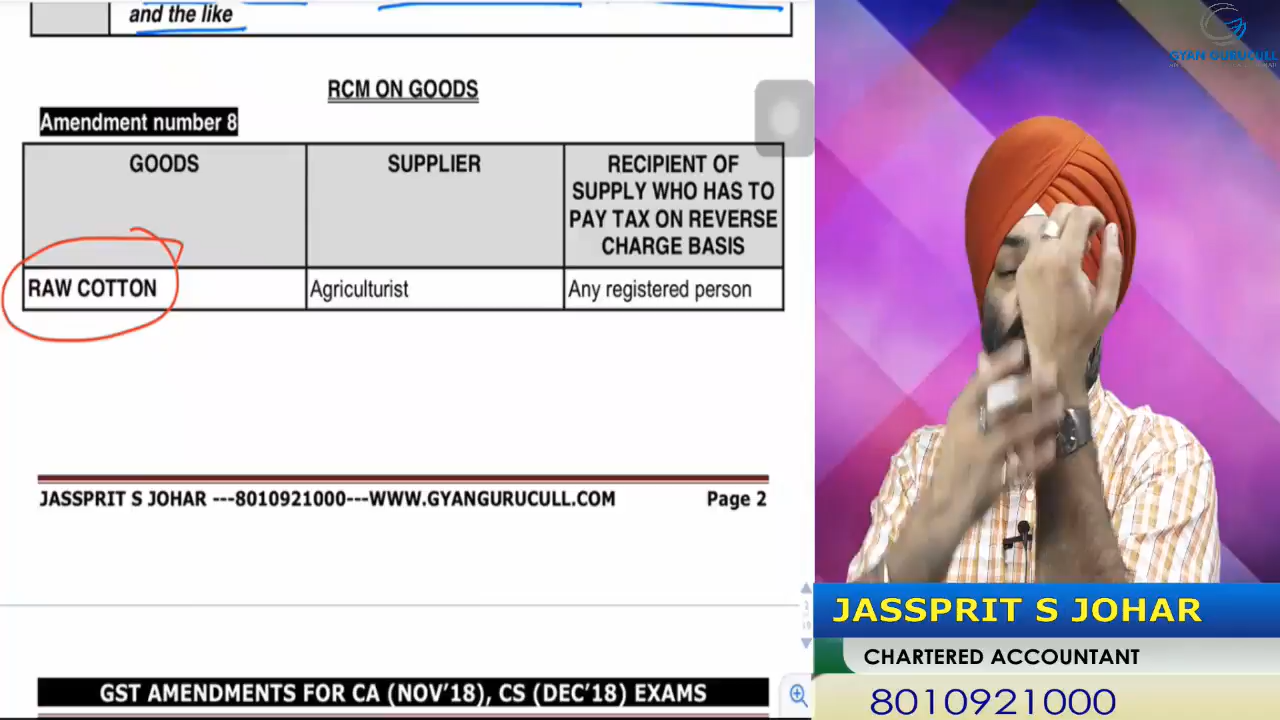 and the like
GYAN GURUCULL
RCM ON GOODS
Amendment number 8
GOODS
SUPPLIER
RECIPIENT OF
SUPPLY WHO HAS TO
PAY TAX ON REVERSE
CHARGE BASIS
RAW COTTON
Agriculturist
Any registered person
JASSPRIT S JOHAR ---8010921000---WWW.GYANGURUCULL.COM
Page 2
GST AMENDMENTS FOR CA (NOV'18), CS (DEC'18) EXAMS
JASSPRIT S JOHAR
CHARTERED ACCOUNTANT
8010921000